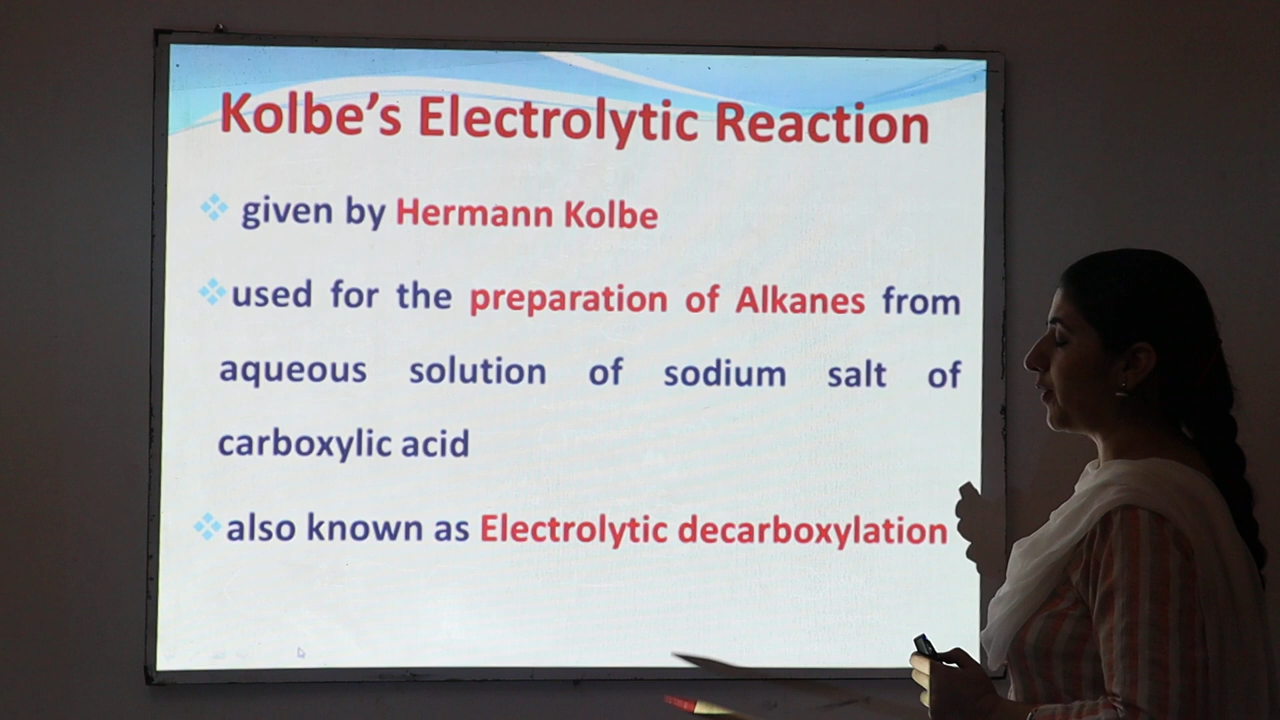 Kolbe's Electrolytic Reaction
given by Hermann Kolbe
used for the preparation of Alkanes from
aqueous solution of sodium salt of
carboxylic acid
also known as Electrolytic decarboxylation